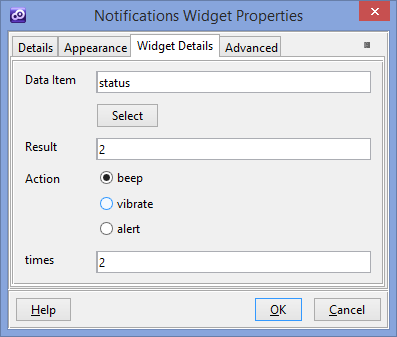 Notifications Widget Properties
Details Appearance Widget Details Advanced
Data Item status
Select
Result 2
Action beep
vibrate
alert
times 2
Help OK Cancel